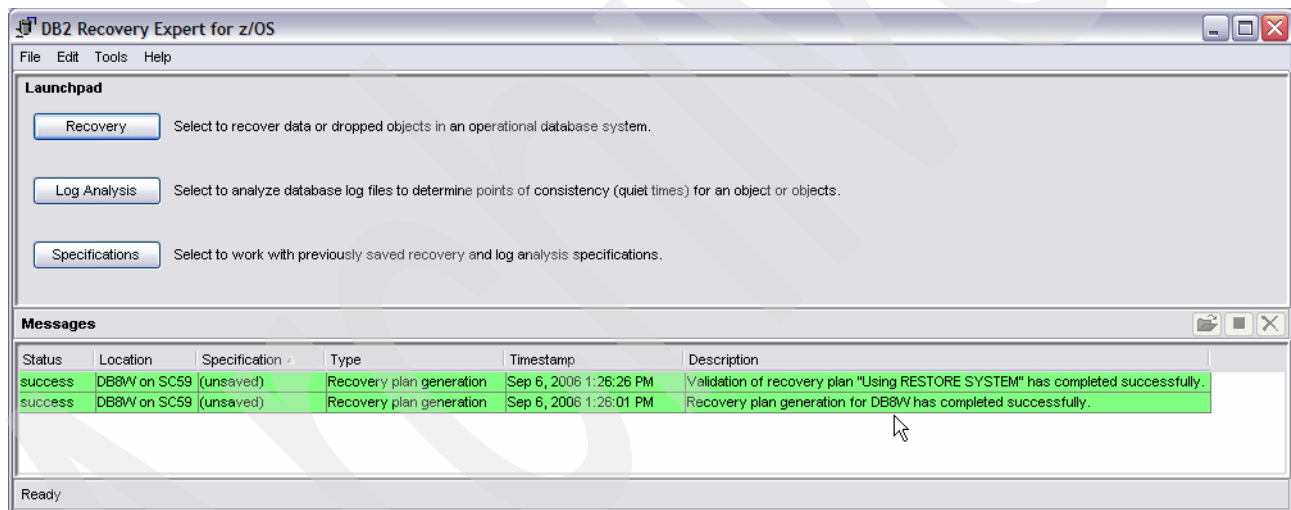 DB2 Recovery Expert for z/OS
File Edit Tools Help
Launchpad
Recovery Select to recover data or dropped objects in an operational database system.
Log Analysis Select to analyze database log files to determine points of consistency (quiet times) for an object or objects.
Specifications Select to work with previously saved recovery and log analysis specifications.
Messages
Status Location Specification Type Timestamp Description
success DB8W on SC59 (unsaved) Recovery plan generation Sep 6, 2006 1:26:26 PM Validation of recovery plan "Using RESTORE SYSTEM" has completed successfully.
success DB8W on SC59 (unsaved) Recovery plan generation Sep 6, 2006 1:26:01 PM Recovery plan generation for DB8W has completed successfully.
Ready